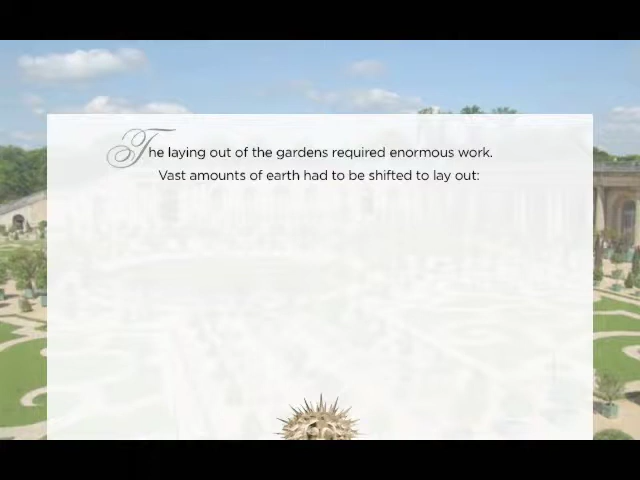 The laying out of the gardens required enormous work.
Vast amounts of earth had to be shifted to lay out: